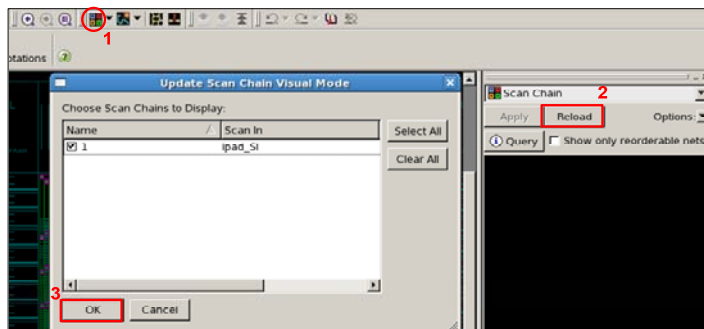 1
otations
Update Scan Chain Visual Mode
Choose Scan Chains to Display:
Name Scan In
1 ipad_SI
Select All
Clear All
3
OK Cancel
Scan Chain 2
Apply Reload Options:
Query Show only reorderable nets